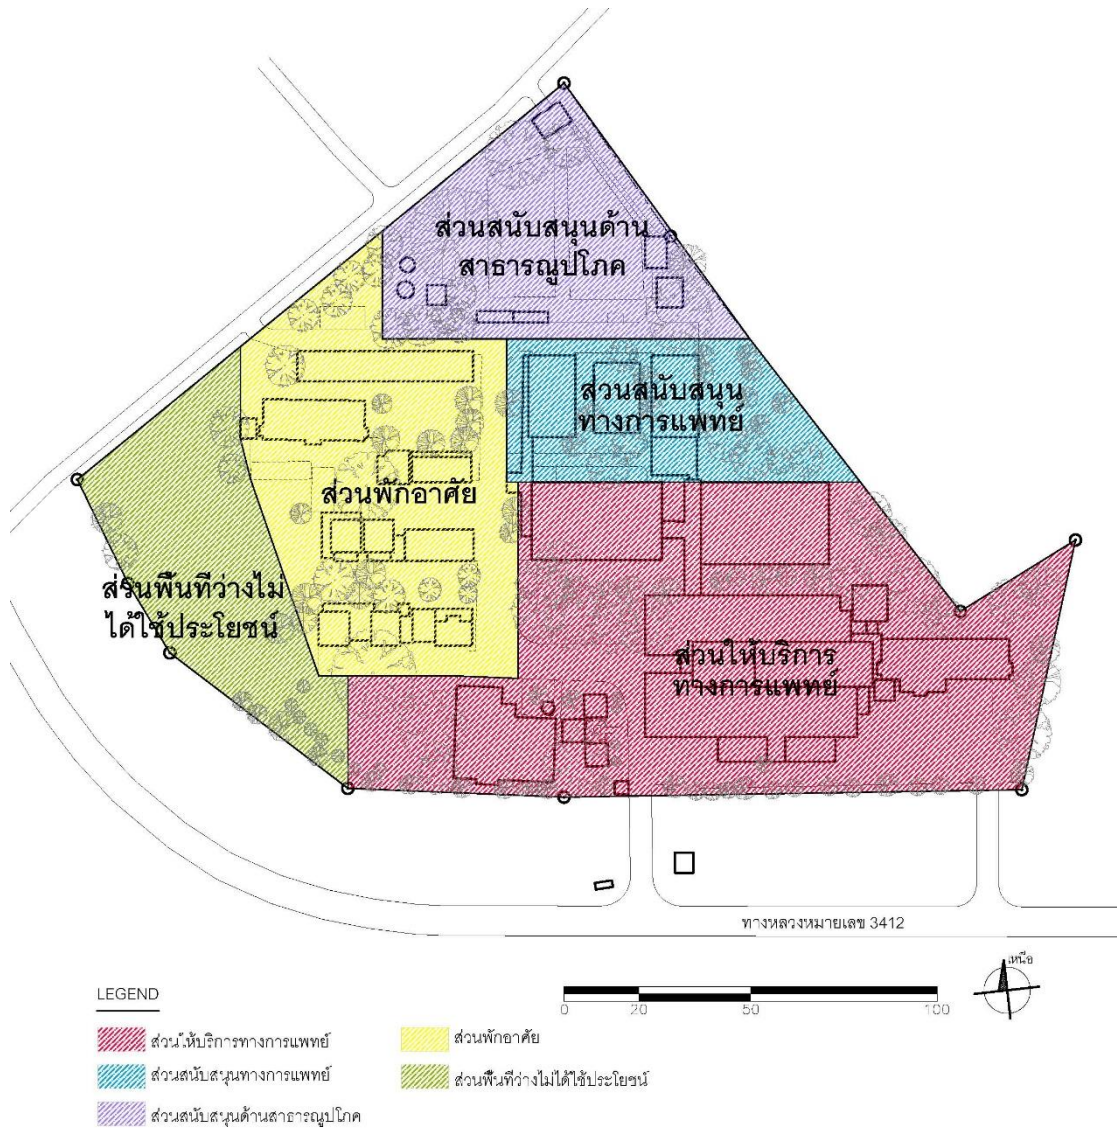 ส่วนสนับสนุนด้าน
สาธารณูปโภค
ส่วนสนับสนุน
ทางการแพทย์
ส่วนพักอาศัย
ส่วนพื้นที่ว่างไม่
ได้ใช้ประโยชน์
ส่วนให้บริการ
ทางการแพทย์
ทางหลวงหมายเลข 3412
เหนือ
0 20 50 100
LEGEND
ส่วนให้บริการทางการแพทย์
ส่วนพักอาศัย
ส่วนสนับสนุนทางการแพทย์
ส่วนพื้นที่ว่างไม่ได้ใช้ประโยชน์
ส่วนสนับสนุนด้านสาธารณูปโภค